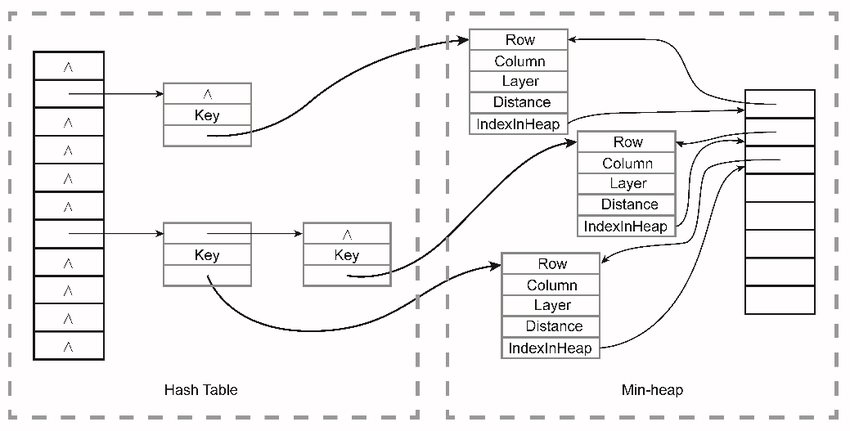 Λ
Λ
Λ
Λ
Λ
Λ
Λ
Λ
Λ
Λ
Key
Key
Λ
Key
Hash Table
Row
Column
Layer
Distance
IndexInHeap
Row
Column
Layer
Distance
IndexInHeap
Row
Column
Layer
Distance
IndexInHeap
Min-heap